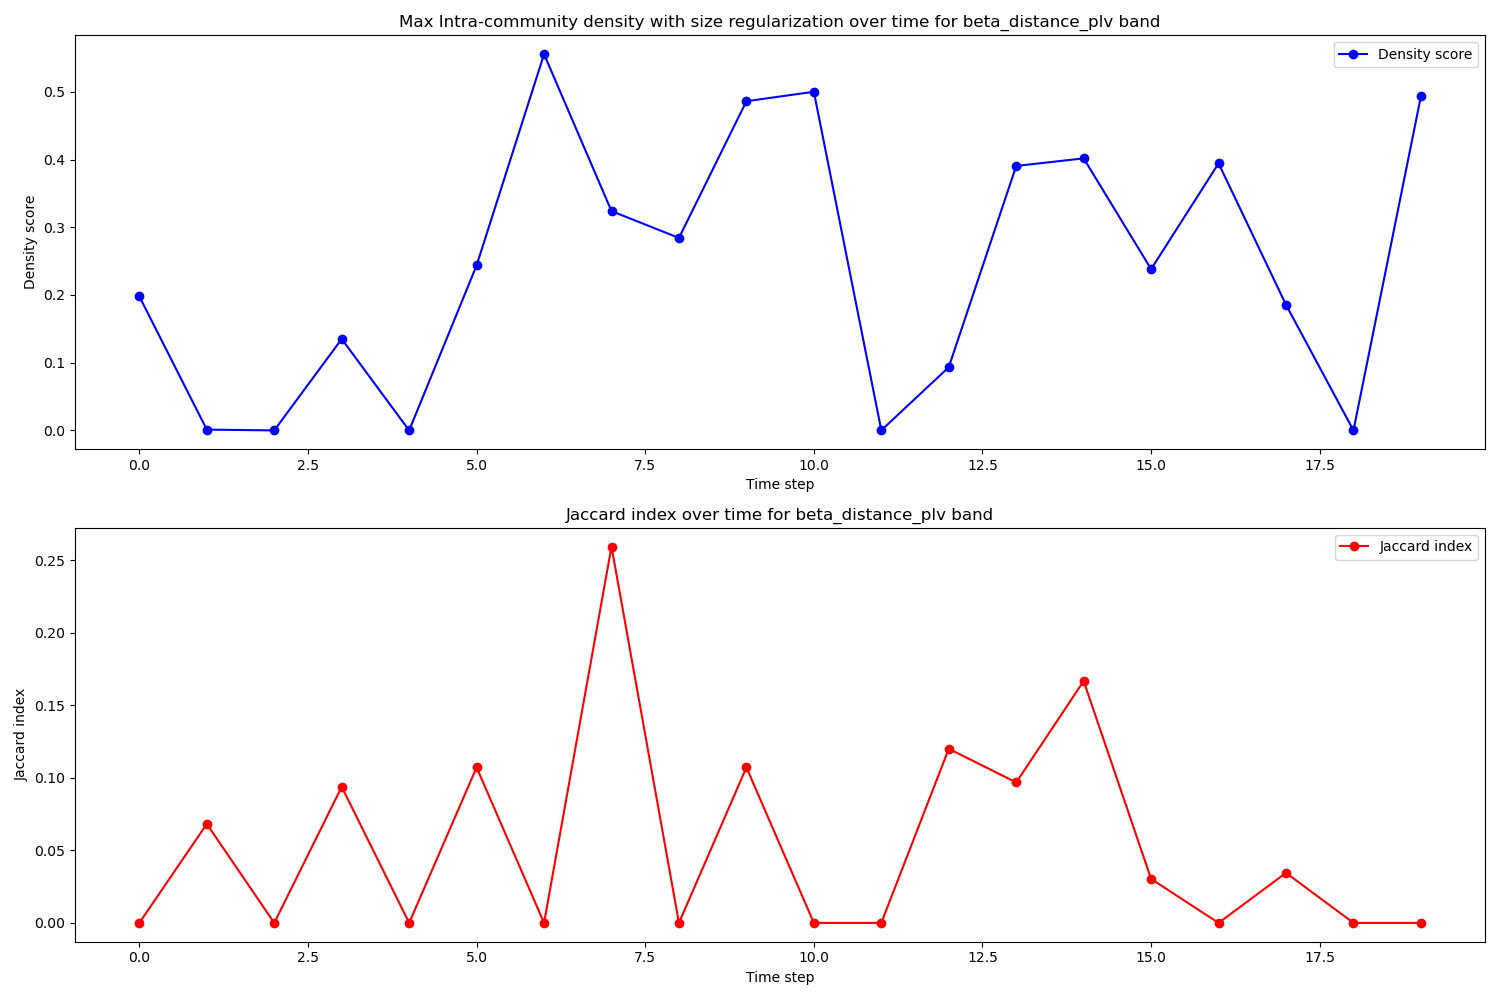 Max Intra-community density with size regularization over time for beta_distance_plv band
Density score
0.5
0.4
0.3
0.2
0.1
0.0
Density score
0.0 2.5 5.0 7.5 10.0 12.5 15.0 17.5
Time step
Jaccard index over time for beta_distance_plv band
Jaccard index
0.25
0.20
0.15
0.10
0.05
0.00
Jaccard index
0.0 2.5 5.0 7.5 10.0 12.5 15.0 17.5
Time step